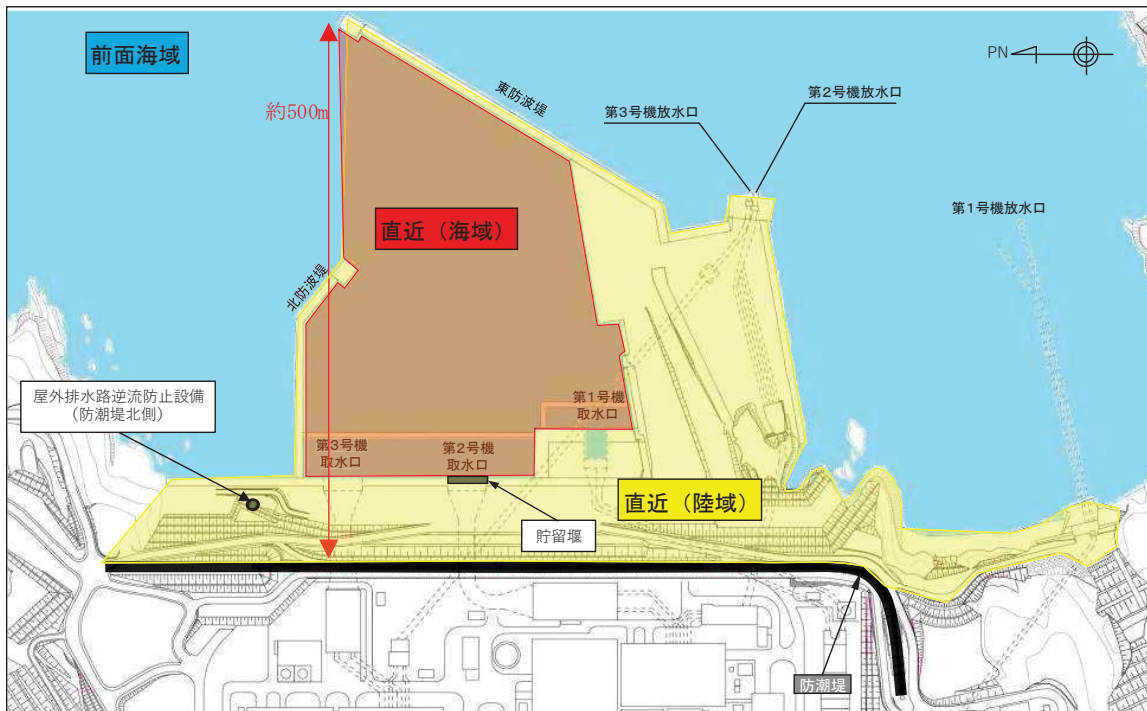 前面海域
PN
約500m
東防波堤
第2号機放水口
第3号機放水口
第1号機放水口
直近（海域）
北防波堤
屋外排水路逆流防止設備
（防潮堤北側）
第1号機
取水口
第3号機
取水口
第2号機
取水口
直近（陸域）
貯留堰
防潮堤